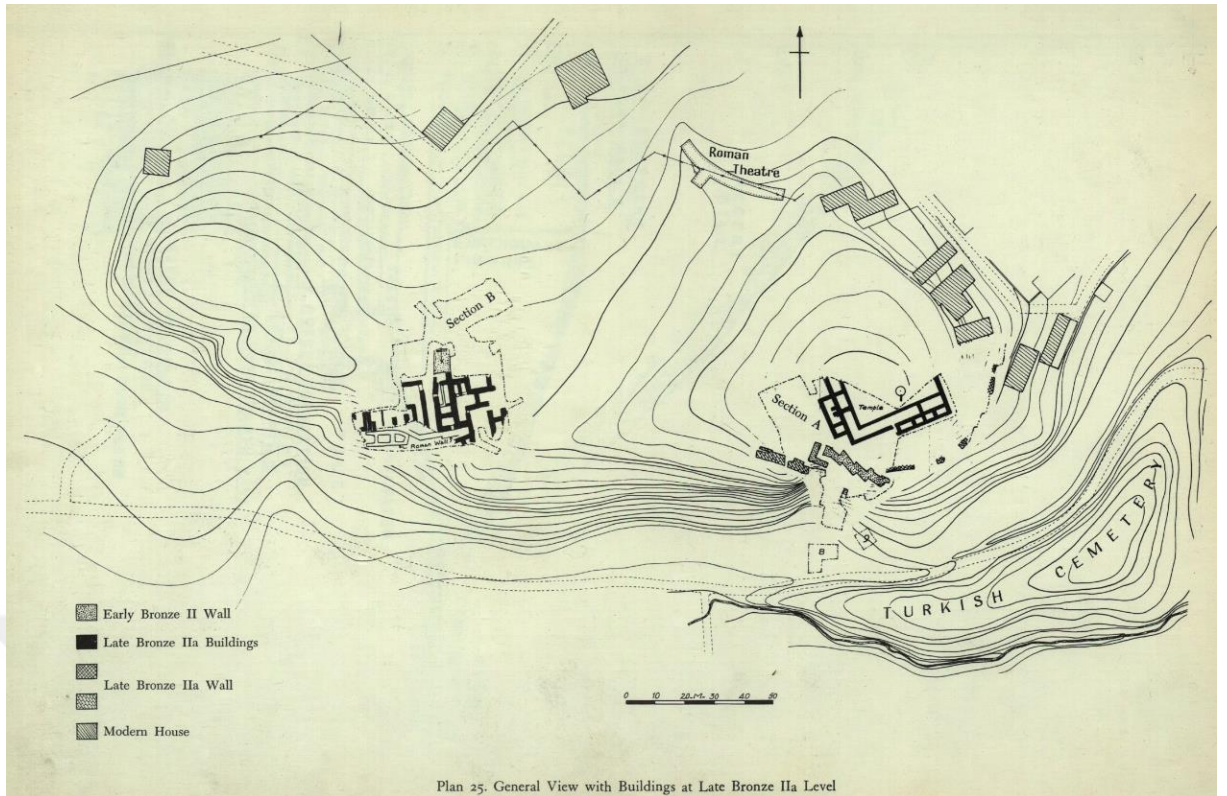 Roman
Theatre
Section B
Section A
Temple
Roman Wall
B
TURKISH CEMETERY
Early Bronze II Wall
Late Bronze IIa Buildings
Late Bronze IIa Wall
Modern House
0 10 20 M. 30 40 50
Plan 25. General View with Buildings at Late Bronze IIa Level